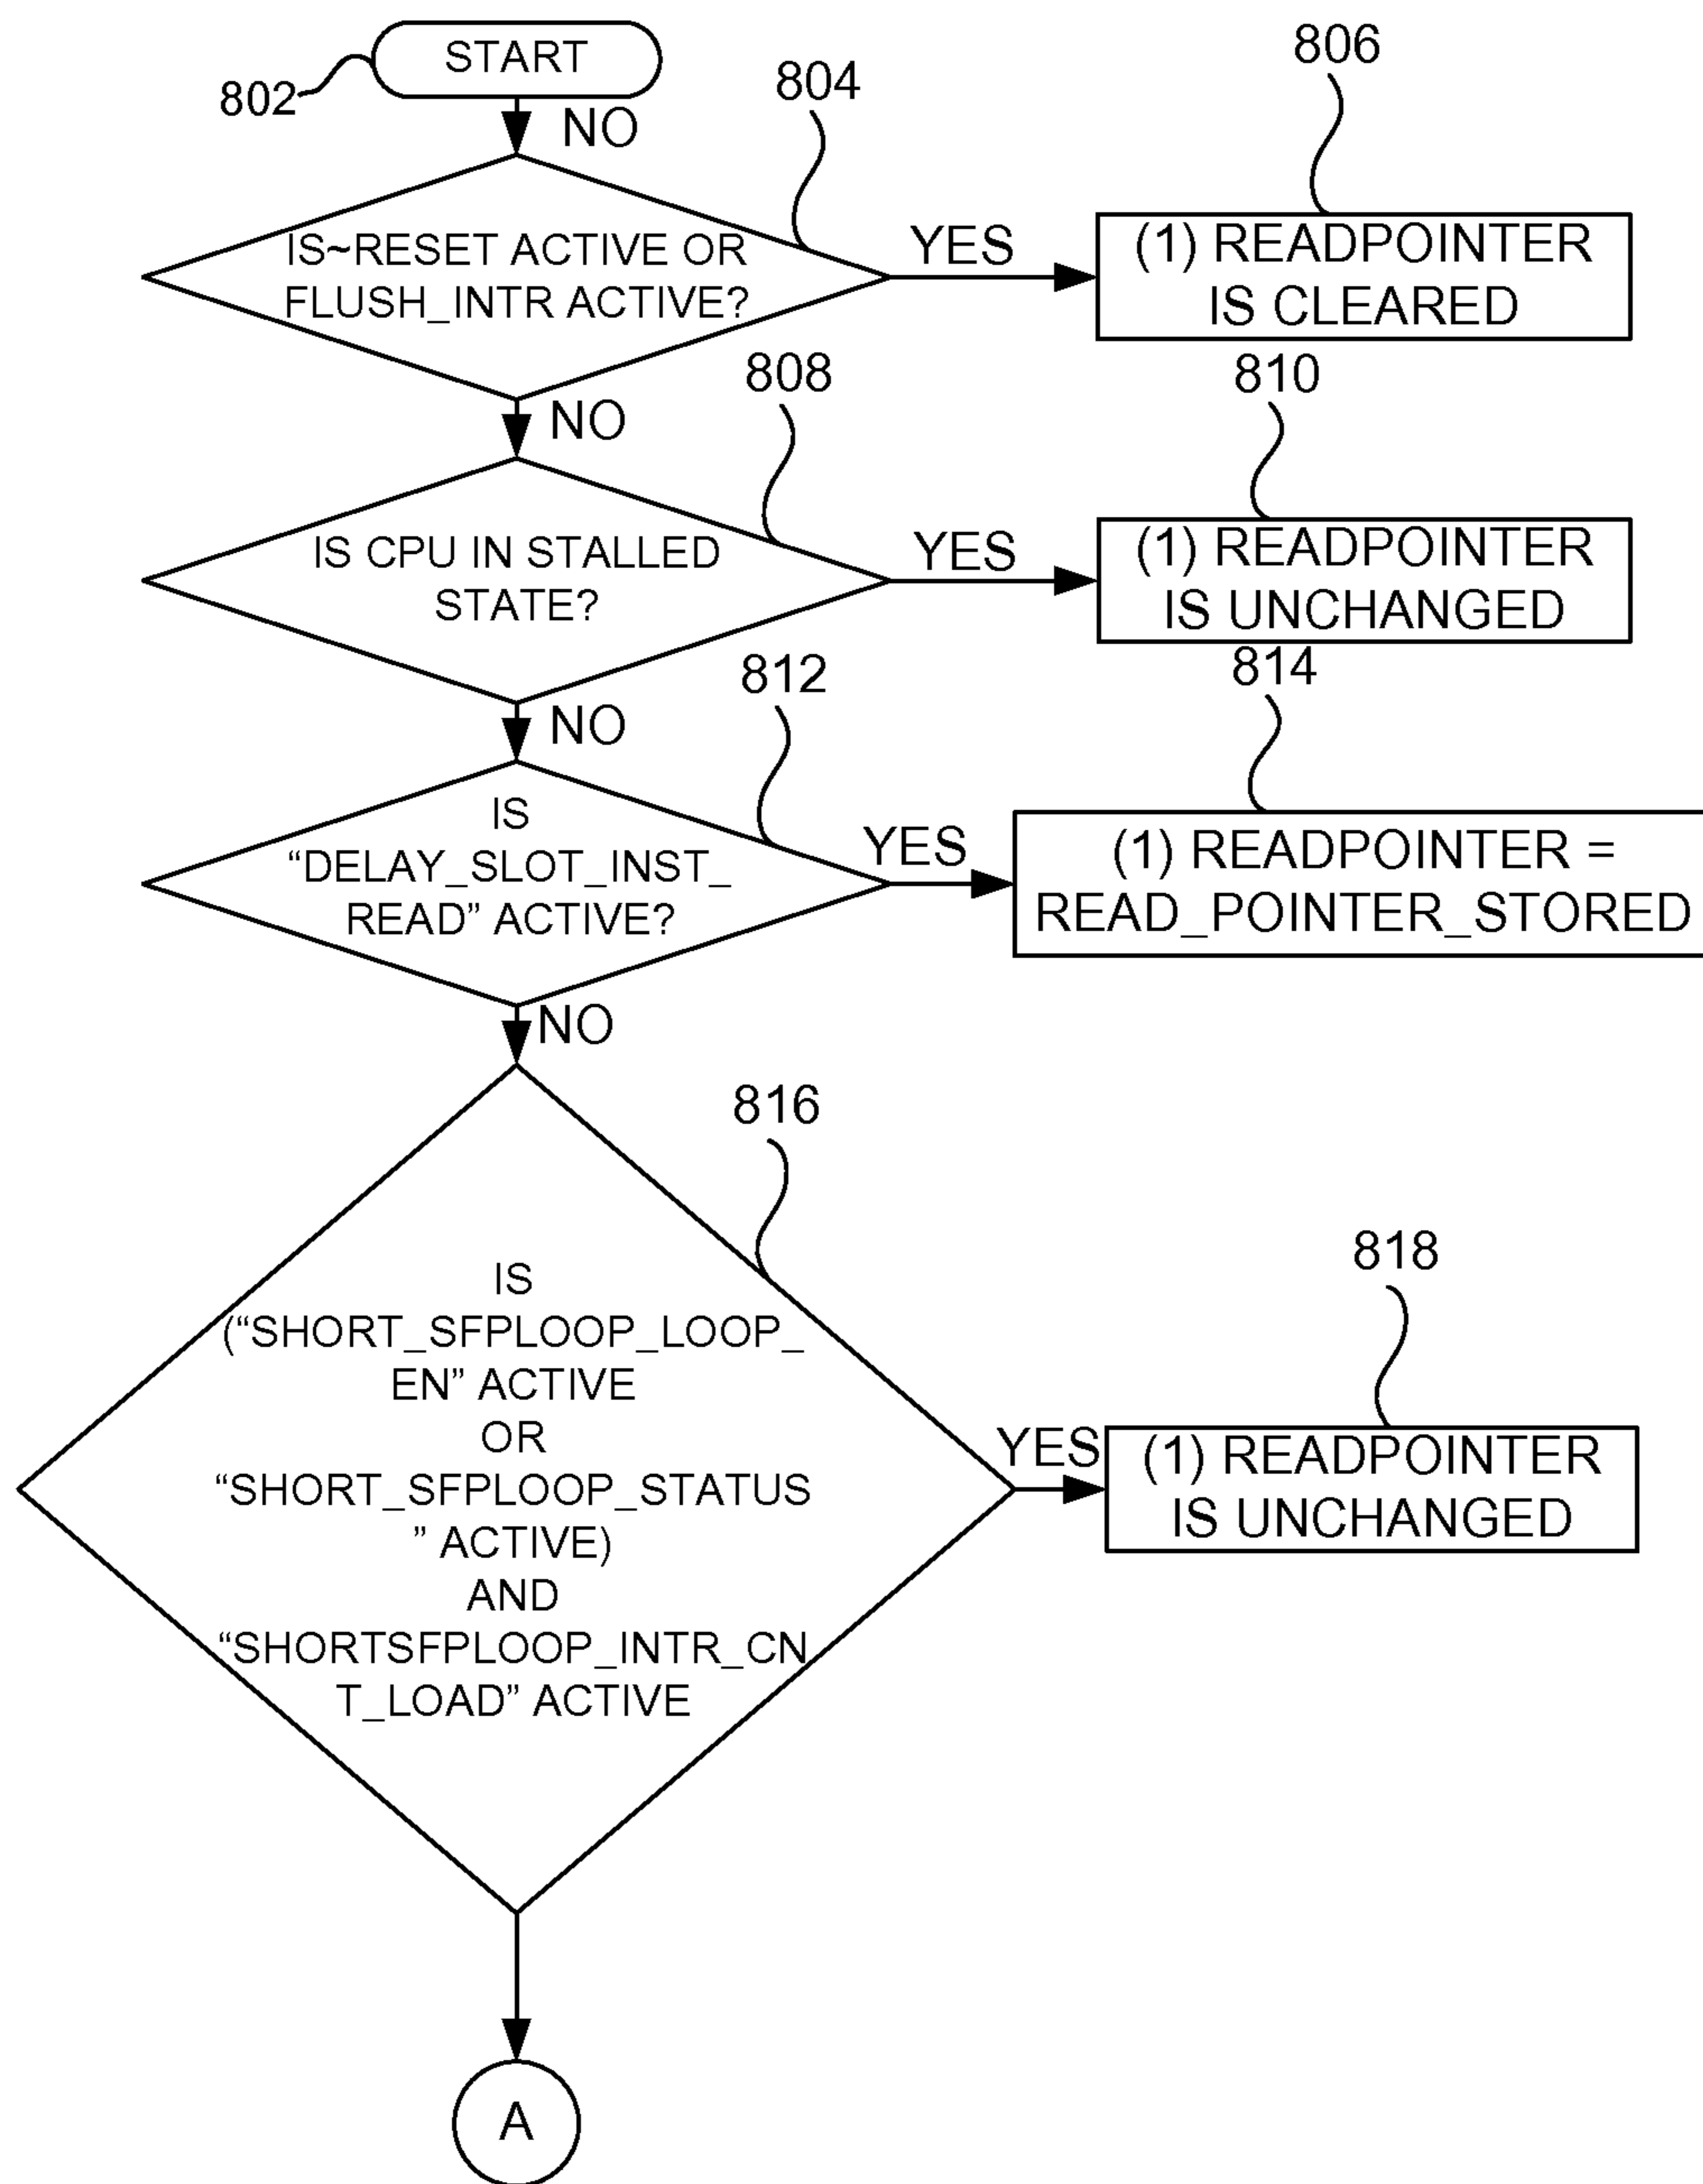 START
802
NO
804
806
IS~RESET ACTIVE OR
FLUSH_INTR ACTIVE?
YES
(1) READPOINTER
IS CLEARED
NO
808
810
IS CPU IN STALLED
STATE?
YES
(1) READPOINTER
IS UNCHANGED
NO
812
814
IS
“DELAY_SLOT_INST_
READ” ACTIVE?
YES
(1) READPOINTER =
READ_POINTER_STORED
NO
816
818
IS
(“SHORT_SFPLOOP_LOOP_
EN” ACTIVE
OR
“SHORT_SFPLOOP_STATUS
” ACTIVE)
AND
“SHORTSFPLOOP_INTR_CN
T_LOAD” ACTIVE
YES
(1) READPOINTER
IS UNCHANGED
A